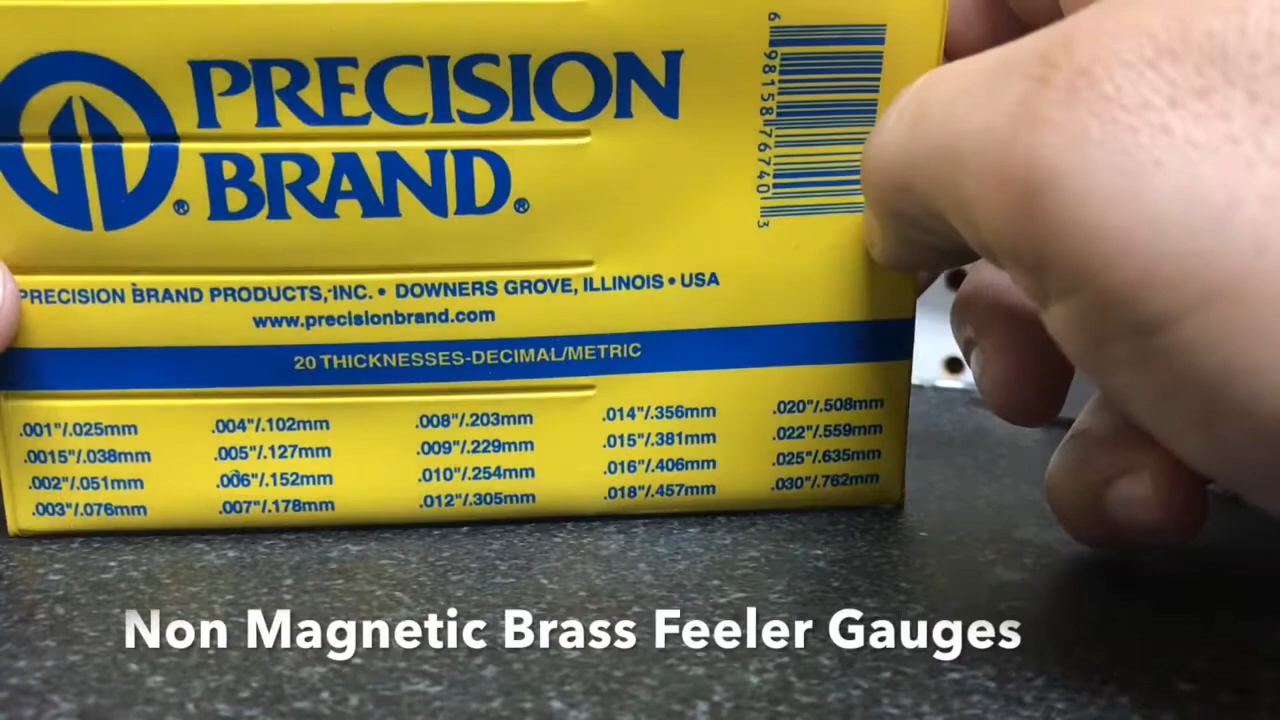 PRECISION
BRAND®
®
6 98158 76740 3
PRECISION BRAND PRODUCTS, INC. • DOWNERS GROVE, ILLINOIS • USA
www.precisionbrand.com
20 THICKNESSES-DECIMAL/METRIC
.001"/.025mm .004"/.102mm .008"/.203mm .014"/.356mm .020"/.508mm
.0015"/.038mm .005"/.127mm .009"/.229mm .015"/.381mm .022"/.559mm
.002"/.051mm .006"/.152mm .010"/.254mm .016"/.406mm .025"/.635mm
.003"/.076mm .007"/.178mm .012"/.305mm .018"/.457mm .030"/.762mm
Non Magnetic Brass Feeler Gauges